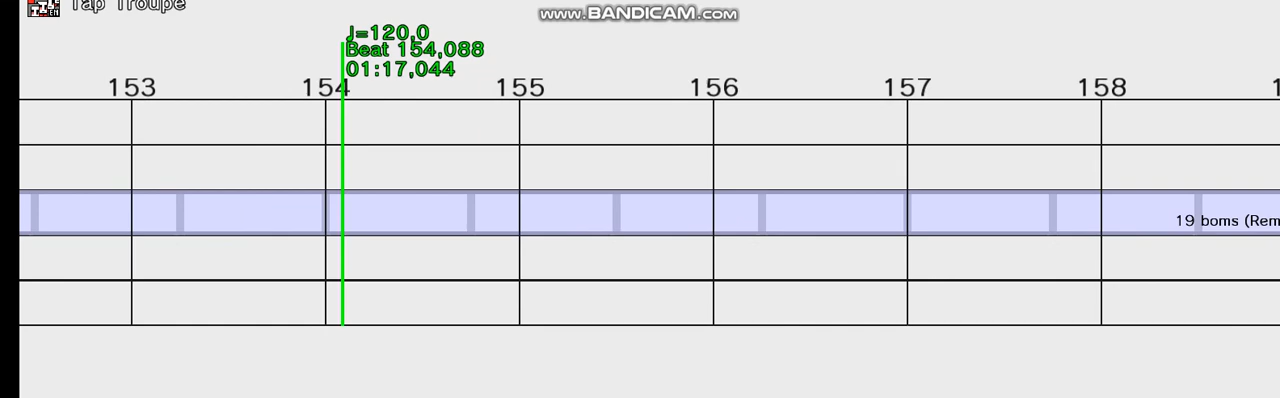 Tap Troupe
www.BANDICAM.com
♩=120,0
Beat 154,088
01:17,044
153 154 155 156 157 158
19 boms (Rem